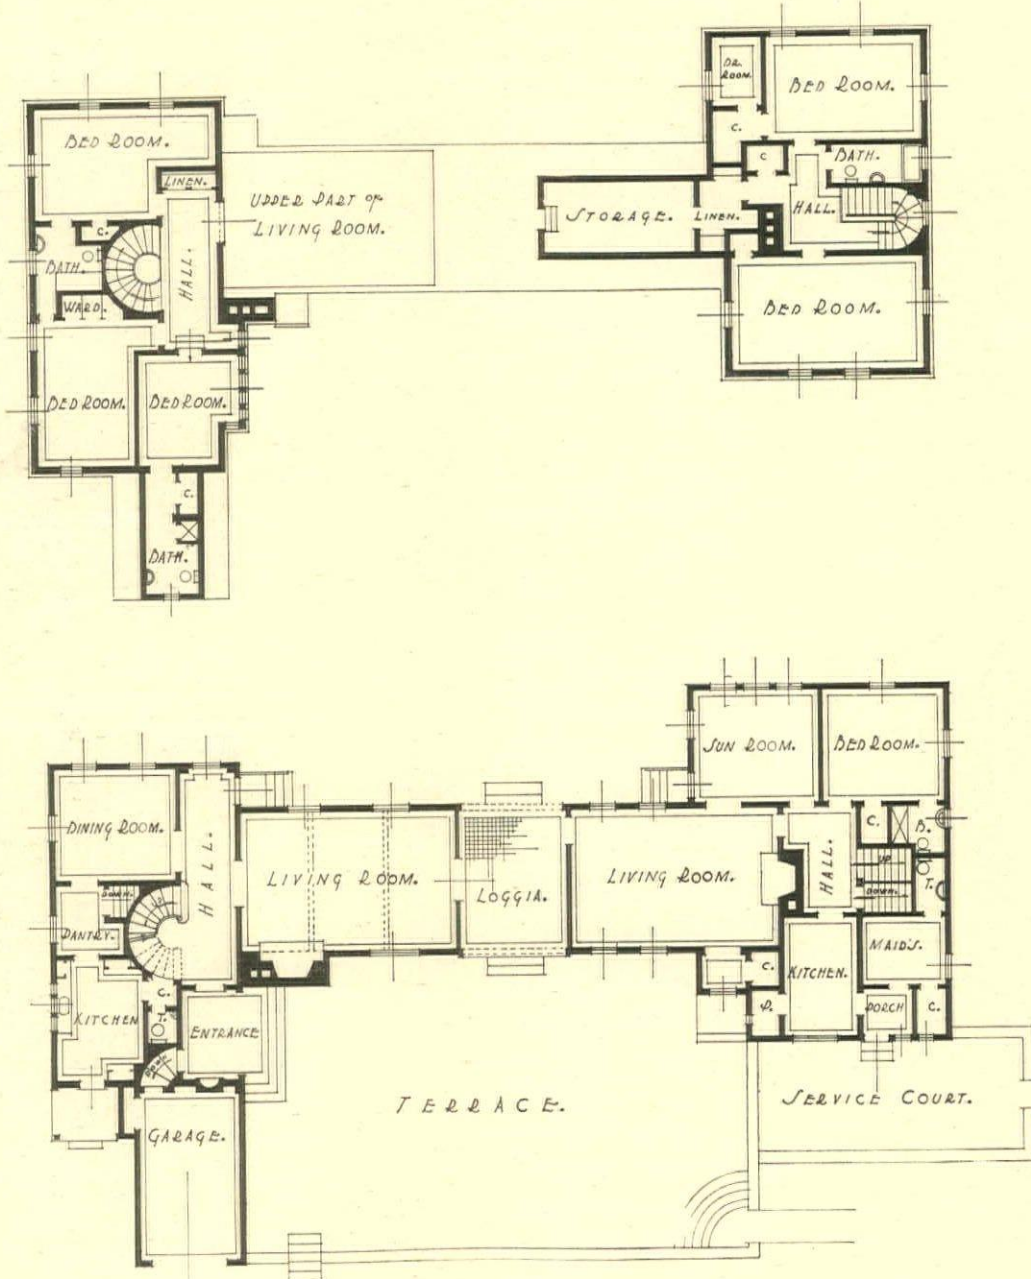 DR.
ROOM.
BED ROOM.
C.
C
BATH.
HALL.
STORAGE.
LINEN.
BED ROOM.
BED ROOM.
LINEN.
UPPER PART OF
LIVING ROOM.
C.
BATH.
HALL.
WARD.
BED ROOM.
BED ROOM.
C.
BATH.
SUN ROOM.
BED ROOM.
DINING ROOM.
HALL.
LIVING ROOM.
LOGGIA.
LIVING ROOM.
HALL.
C.
B.
UP
DOWN.
T.
DOWN.
PANTRY.
KITCHEN
C.
T.
ENTRANCE
C.
P.
KITCHEN.
MAID'S.
PORCH
C.
TERRACE.
SERVICE COURT.
GARAGE.